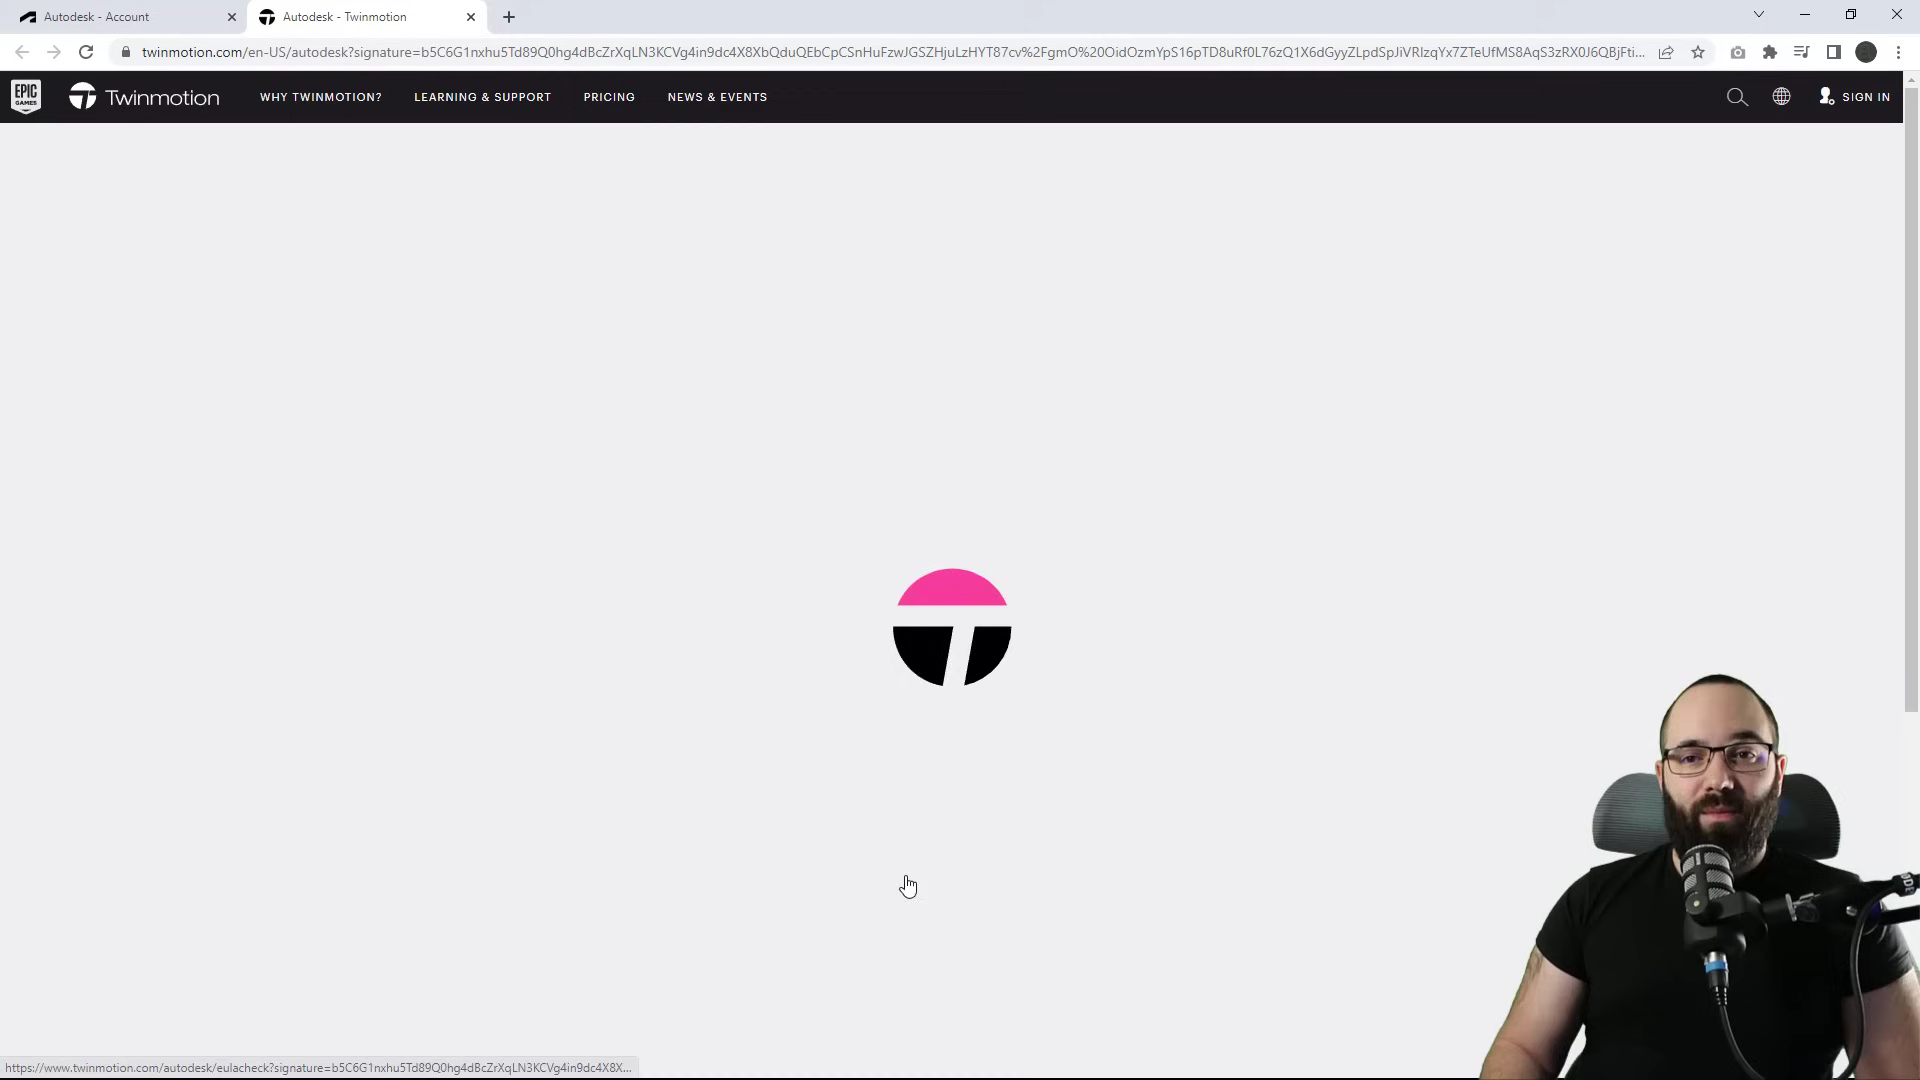 Autodesk - Account
Autodesk - Twinmotion
twinmotion.com/en-US/autodesk?signature=b5C6G1nxhu5Td89Q0hg4dBcZrXqLN3KCVg4in9dc4X8XbQduQEbCpCSnHuFzwJGSZHjuLzHYT87cv%2FgmO%20OidOzmYpS16pTD8uRf0L76zQ1X6dGyyZLpdSpJiVRlzqYx7ZTeUfMS8AqS3zRX0J6QBjFti...
EPIC GAMES
Twinmotion
WHY TWINMOTION?
LEARNING & SUPPORT
PRICING
NEWS & EVENTS
SIGN IN
https://www.twinmotion.com/autodesk/eulacheck?signature=b5C6G1nxhu5Td89Q0hg4dBcZrXqLN3KCVg4in9dc4X8X...